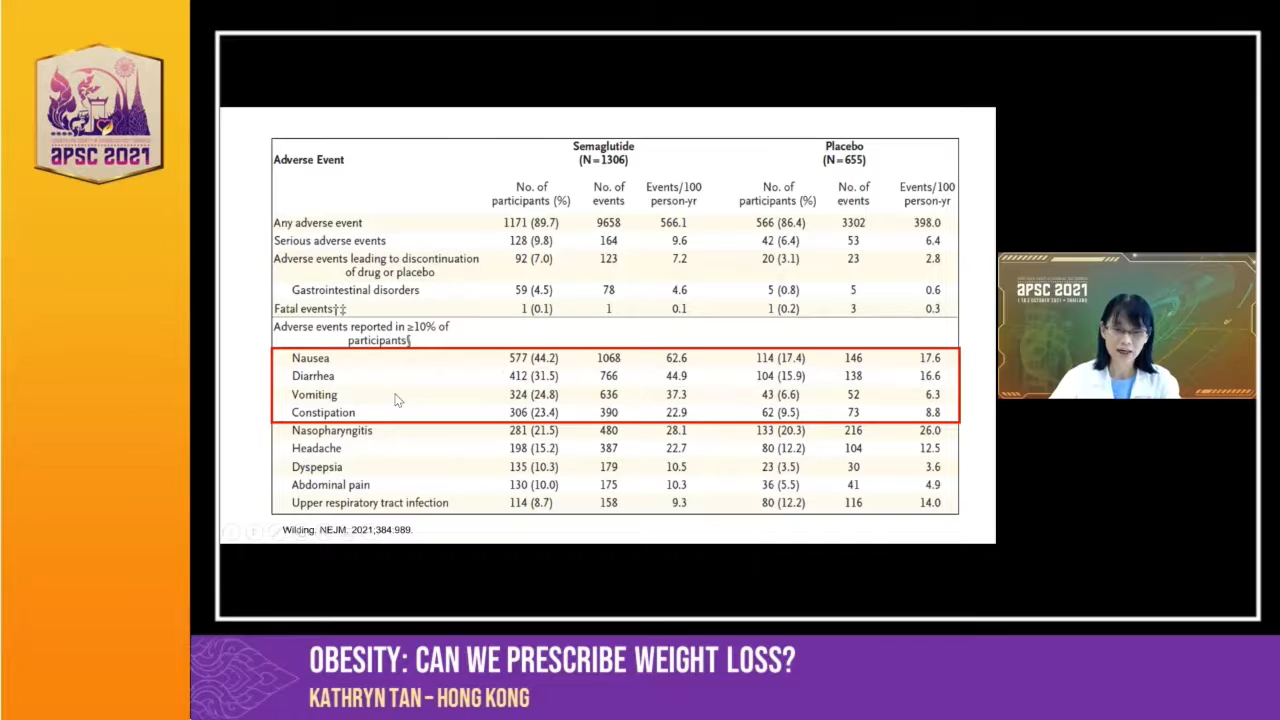 APSC 2021
Semaglutide Placebo
Adverse Event (N=1306) (N=655)
No. of No. of Events/100 No. of No. of Events/100
participants (%) events person-yr participants (%) events person-yr
Any adverse event 1171 (89.7) 9658 566.1 566 (86.4) 3302 398.0
Serious adverse events 128 (9.8) 164 9.6 42 (6.4) 53 6.4
Adverse events leading to discontinuation 92 (7.0) 123 7.2 20 (3.1) 23 2.8
of drug or placebo
Gastrointestinal disorders 59 (4.5) 78 4.6 5 (0.8) 5 0.6
Fatal events†‡ 1 (0.1) 1 0.1 1 (0.2) 3 0.3
Adverse events reported in ≥10% of
participants§
Nausea 577 (44.2) 1068 62.6 114 (17.4) 146 17.6
Diarrhea 412 (31.5) 766 44.9 104 (15.9) 138 16.6
Vomiting 324 (24.8) 636 37.3 43 (6.6) 52 6.3
Constipation 306 (23.4) 390 22.9 62 (9.5) 73 8.8
Nasopharyngitis 281 (21.5) 480 28.1 133 (20.3) 216 26.0
Headache 198 (15.2) 387 22.7 80 (12.2) 104 12.5
Dyspepsia 135 (10.3) 179 10.5 23 (3.5) 30 3.6
Abdominal pain 130 (10.0) 175 10.3 36 (5.5) 41 4.9
Upper respiratory tract infection 114 (8.7) 158 9.3 80 (12.2) 116 14.0
Wilding. NEJM. 2021;384:989.
APSC 2021
1 TO 3 OCTOBER 2021 • THAILAND
OBESITY: CAN WE PRESCRIBE WEIGHT LOSS?
KATHRYN TAN – HONG KONG